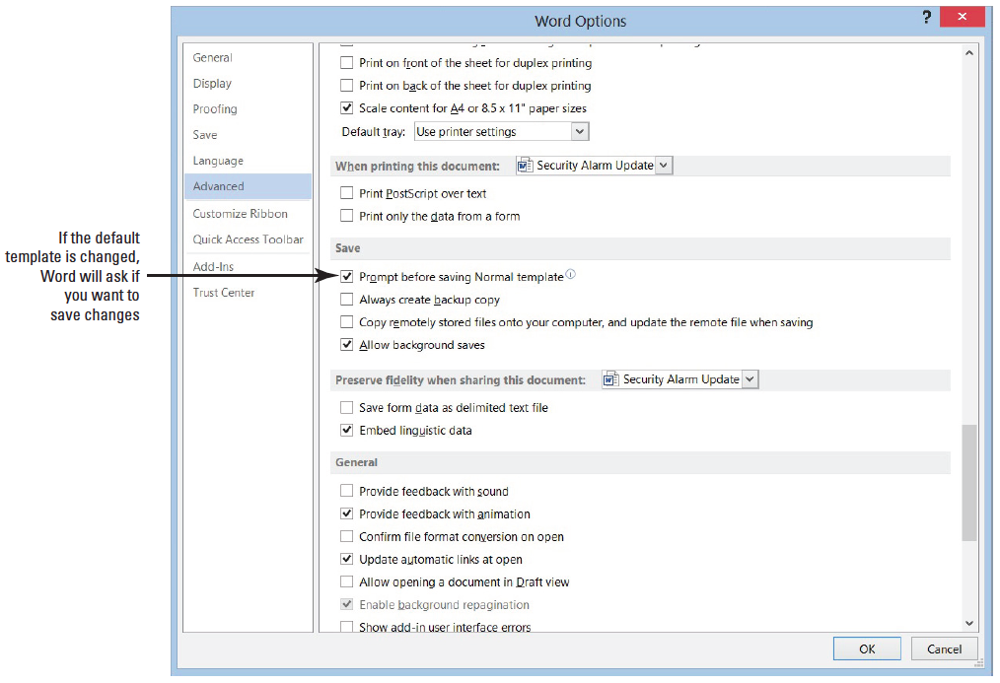 Word Options
?
General
Display
Proofing
Save
Language
Advanced
Customize Ribbon
Quick Access Toolbar
Add-Ins
Trust Center
If the default
template is changed,
Word will ask if
you want to
save changes
Print on front of the sheet for duplex printing
Print on back of the sheet for duplex printing
Scale content for A4 or 8.5 x 11" paper sizes
Default tray: Use printer settings
When printing this document: Security Alarm Update
Print PostScript over text
Print only the data from a form
Save
Prompt before saving Normal template
Always create backup copy
Copy remotely stored files onto your computer, and update the remote file when saving
Allow background saves
Preserve fidelity when sharing this document: Security Alarm Update
Save form data as delimited text file
Embed linguistic data
General
Provide feedback with sound
Provide feedback with animation
Confirm file format conversion on open
Update automatic links at open
Allow opening a document in Draft view
Enable background repagination
Show add-in user interface errors
OK Cancel